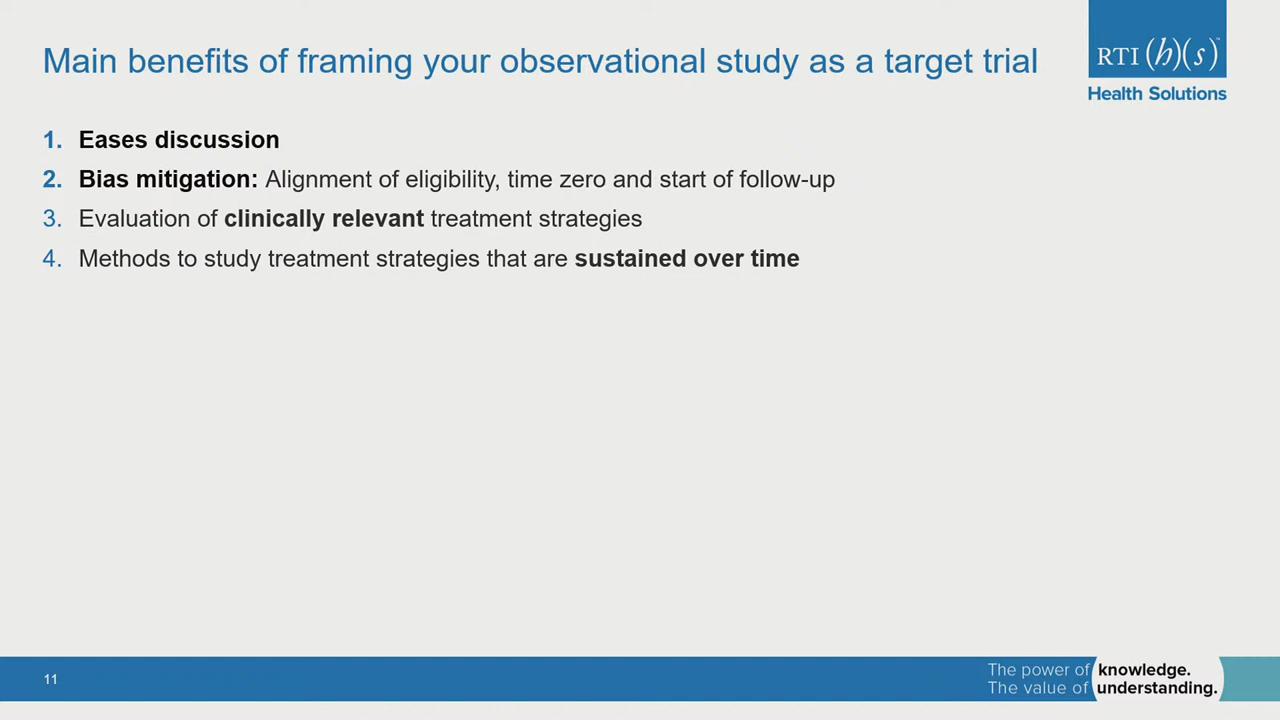 Main benefits of framing your observational study as a target trial
RTI (h)(s)™
Health Solutions
1. Eases discussion
2. Bias mitigation: Alignment of eligibility, time zero and start of follow-up
3. Evaluation of clinically relevant treatment strategies
4. Methods to study treatment strategies that are sustained over time
11
The power of knowledge.
The value of understanding.